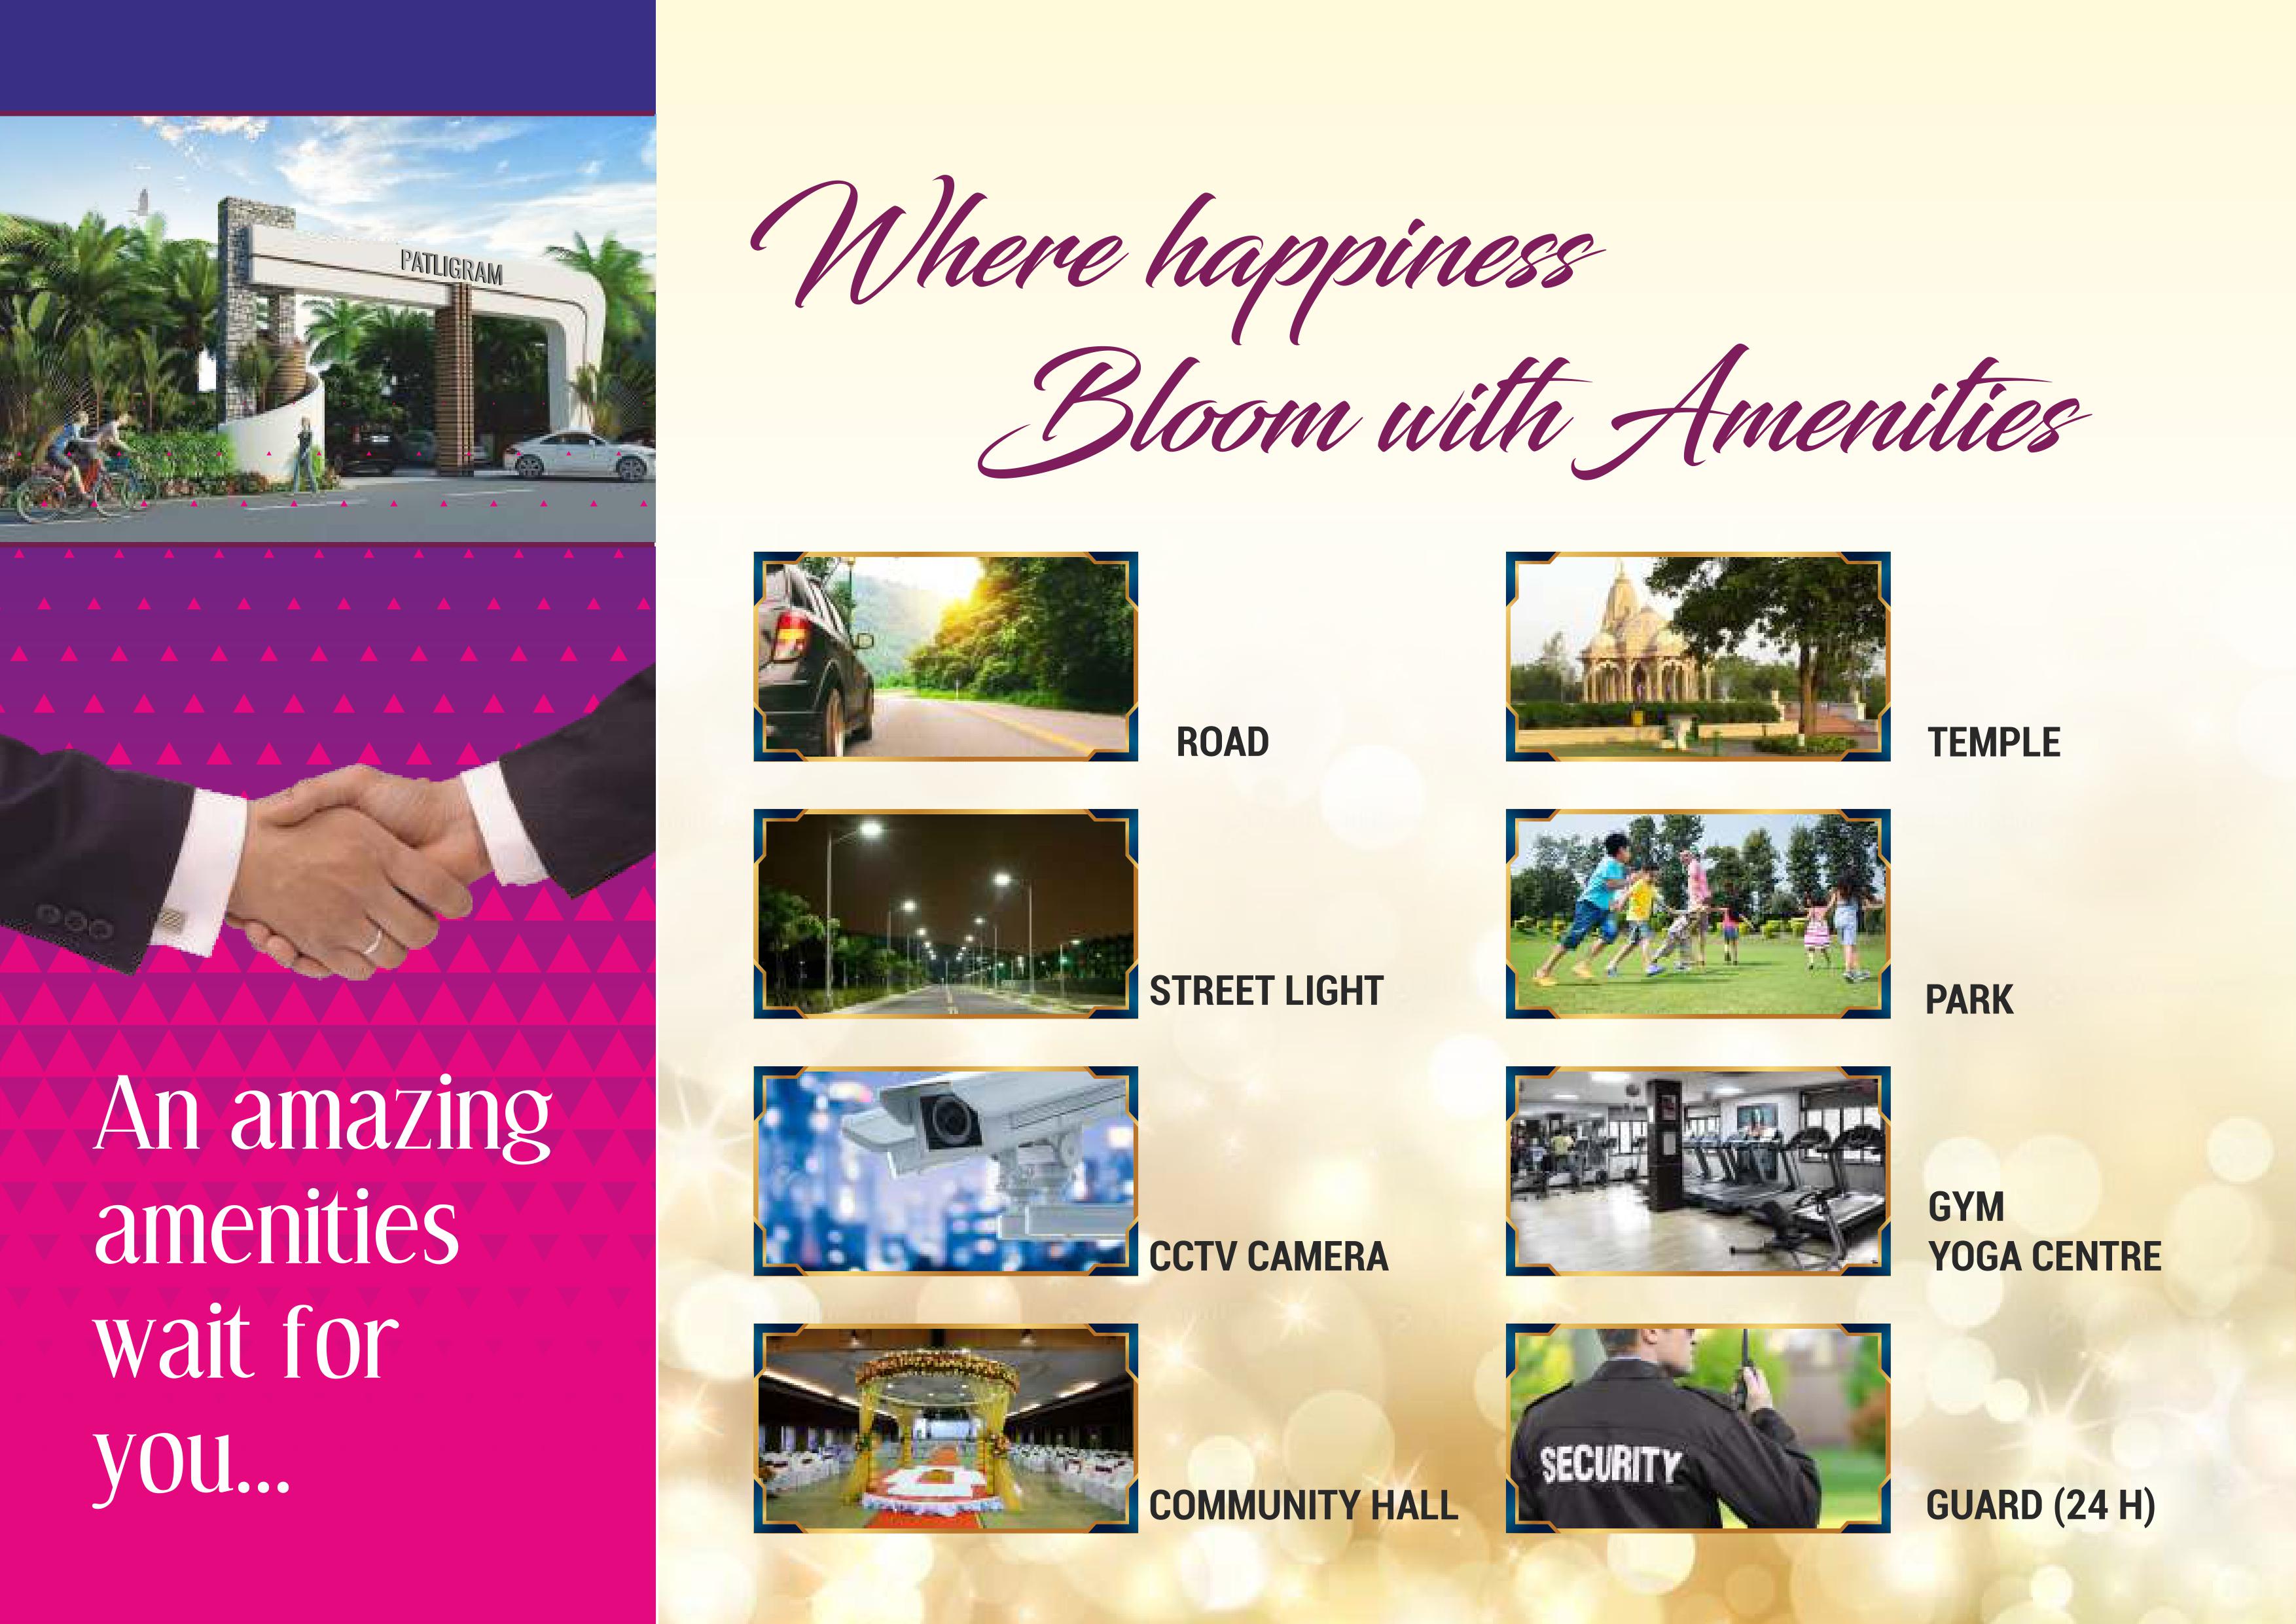 PATLIGRAM
Where happiness
Bloom with Amenities
ROAD
TEMPLE
STREET LIGHT
PARK
CCTV CAMERA
GYM
YOGA CENTRE
COMMUNITY HALL
SECURITY
GUARD (24 H)
An amazing
amenities
wait for
you...